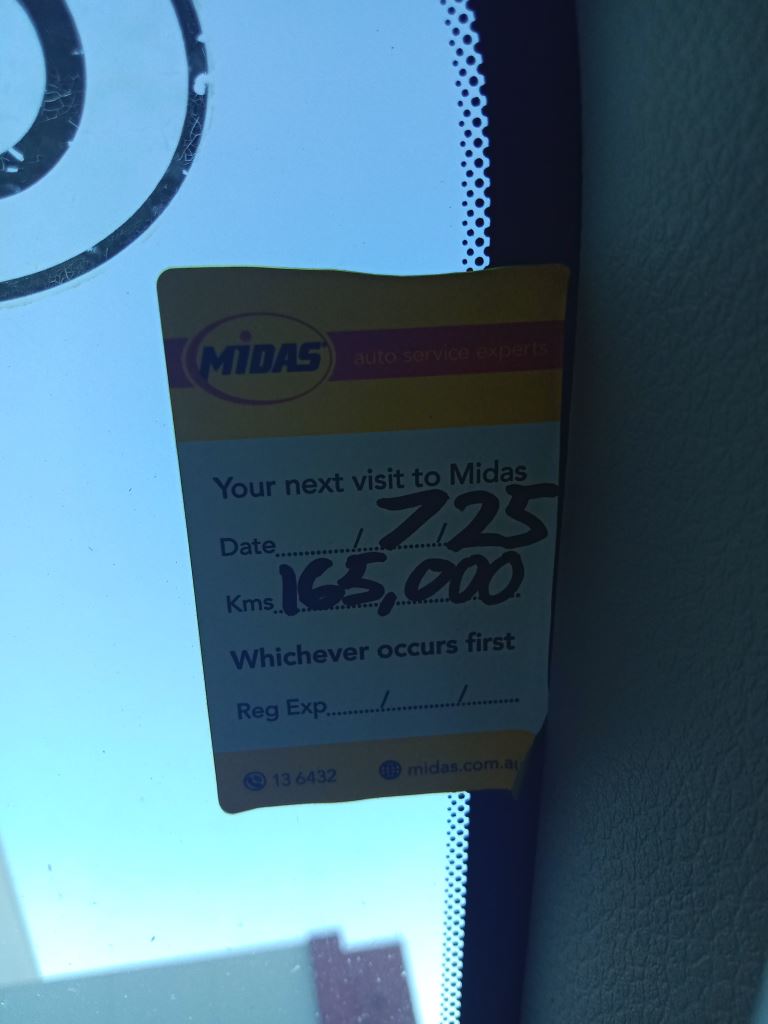 MIDAS auto service experts
Your next visit to Midas
Date............/...7......./.25
Kms 165,000
Whichever occurs first
Reg Exp........../............./..........
13 6432 midas.com.au